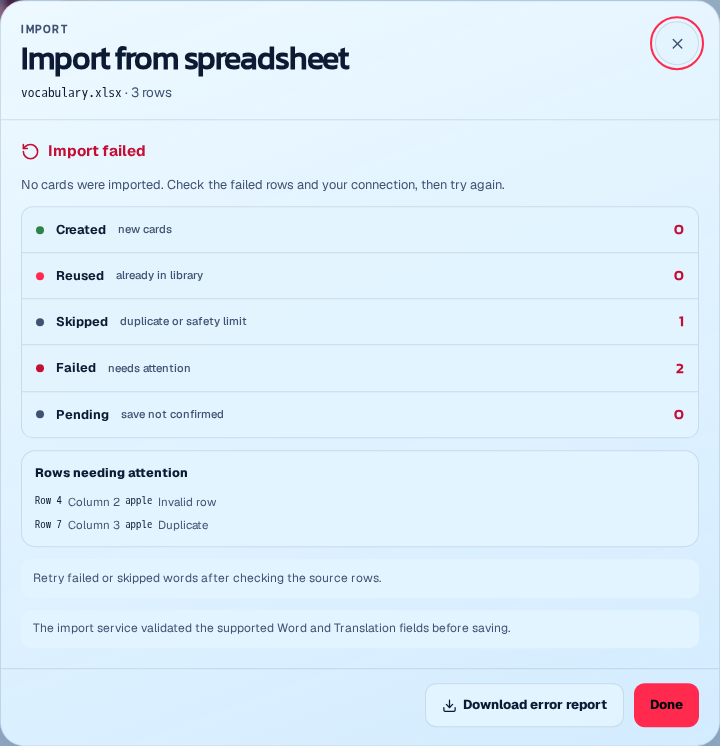 IMPORT
Import from spreadsheet
vocabulary.xlsx · 3 rows
Import failed
No cards were imported. Check the failed rows and your connection, then try again.
Created new cards 0
Reused already in library 0
Skipped duplicate or safety limit 1
Failed needs attention 2
Pending save not confirmed 0
Rows needing attention
Row 4 Column 2 apple Invalid row
Row 7 Column 3 apple Duplicate
Retry failed or skipped words after checking the source rows.
The import service validated the supported Word and Translation fields before saving.
Download error report Done